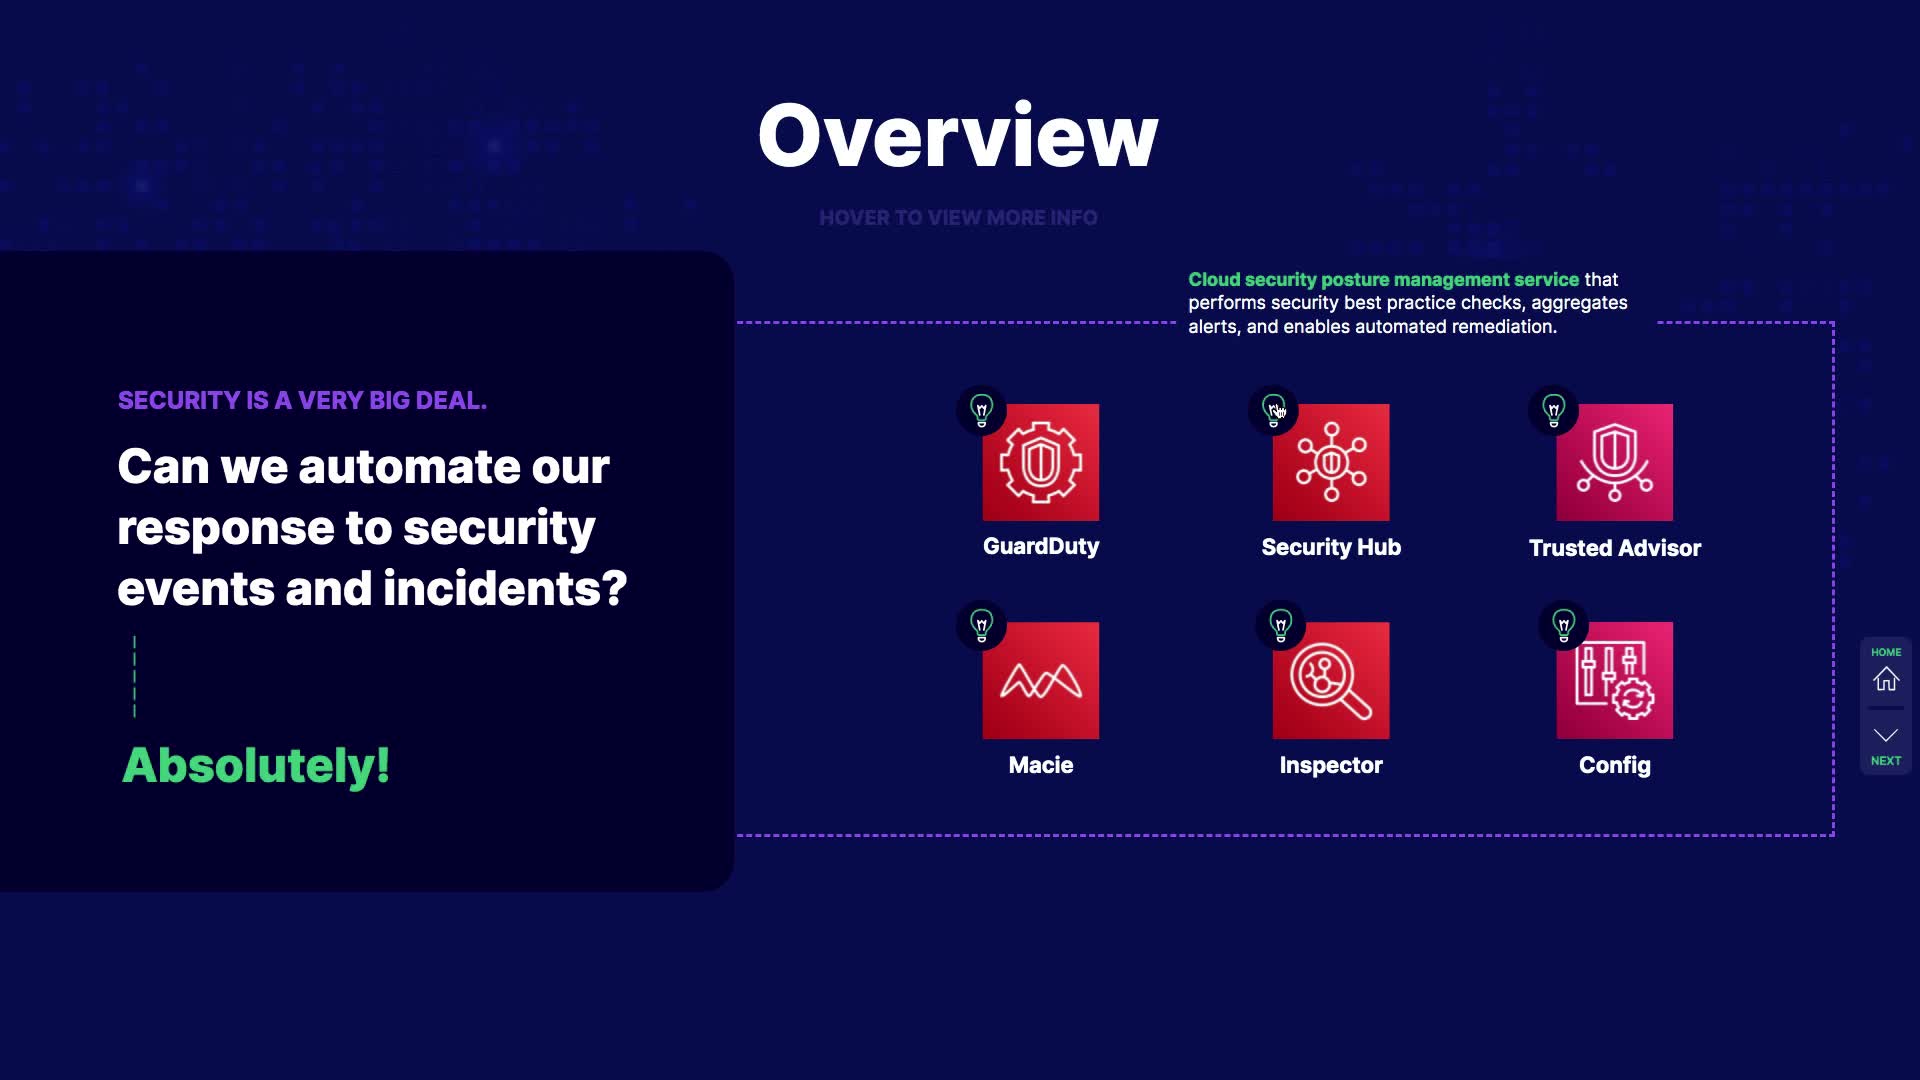 Overview
HOVER TO VIEW MORE INFO
SECURITY IS A VERY BIG DEAL.
Can we automate our
response to security
events and incidents?
Absolutely!
Cloud security posture management service that
performs security best practice checks, aggregates
alerts, and enables automated remediation.
GuardDuty
Security Hub
Trusted Advisor
Macie
Inspector
Config
HOME
NEXT